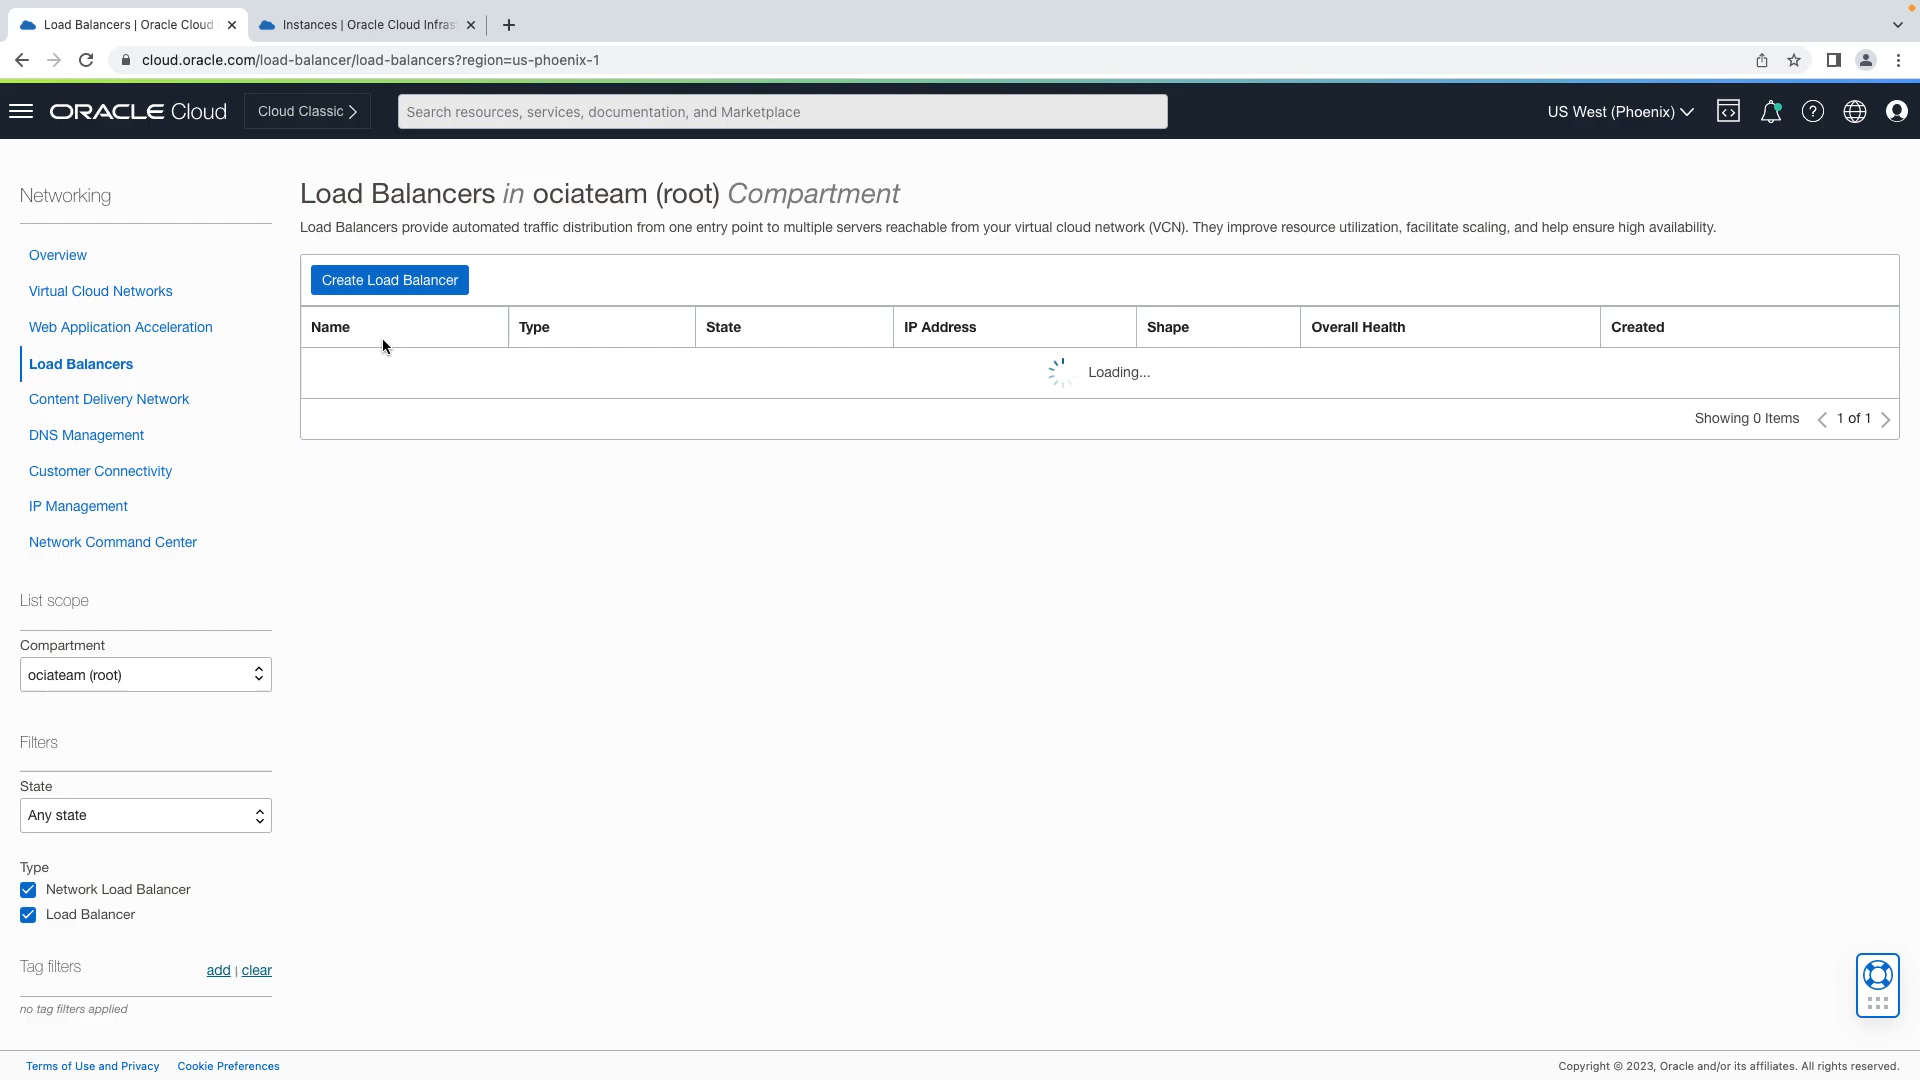 Load Balancers | Oracle Cloud
Instances | Oracle Cloud Infras
cloud.oracle.com/load-balancer/load-balancers?region=us-phoenix-1
ORACLE Cloud
Cloud Classic
Search resources, services, documentation, and Marketplace
US West (Phoenix)
Networking
Overview
Virtual Cloud Networks
Web Application Acceleration
Load Balancers
Content Delivery Network
DNS Management
Customer Connectivity
IP Management
Network Command Center
List scope
Compartment
ociateam (root)
Filters
State
Any state
Type
Network Load Balancer
Load Balancer
Tag filters add | clear
no tag filters applied
Load Balancers in ociateam (root) Compartment
Load Balancers provide automated traffic distribution from one entry point to multiple servers reachable from your virtual cloud network (VCN). They improve resource utilization, facilitate scaling, and help ensure high availability.
Create Load Balancer
Name Type State IP Address Shape Overall Health Created
Loading...
Showing 0 Items 1 of 1
Terms of Use and Privacy Cookie Preferences
Copyright © 2023, Oracle and/or its affiliates. All rights reserved.